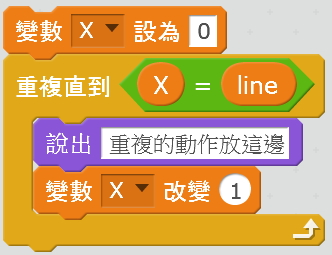 變數 X 設為 0
重複直到 X = line
說出 重複的動作放這邊
變數 X 改變 1